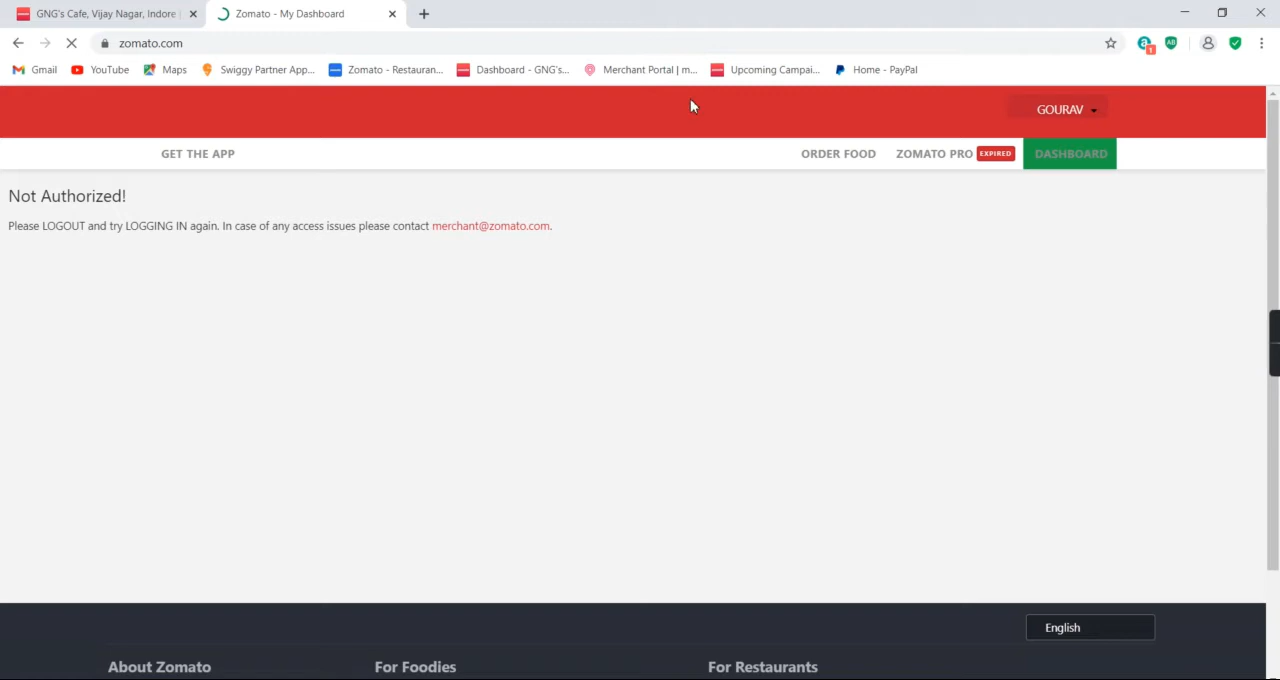 GNG's Cafe, Vijay Nagar, Indore
Zomato - My Dashboard
zomato.com
Gmail
YouTube
Maps
Swiggy Partner App...
Zomato - Restauran...
Dashboard - GNG's...
Merchant Portal | m...
Upcoming Campai...
Home - PayPal
GOURAV
GET THE APP
ORDER FOOD
ZOMATO PRO EXPIRED
DASHBOARD
Not Authorized!
Please LOGOUT and try LOGGING IN again. In case of any access issues please contact merchant@zomato.com.
English
About Zomato
For Foodies
For Restaurants